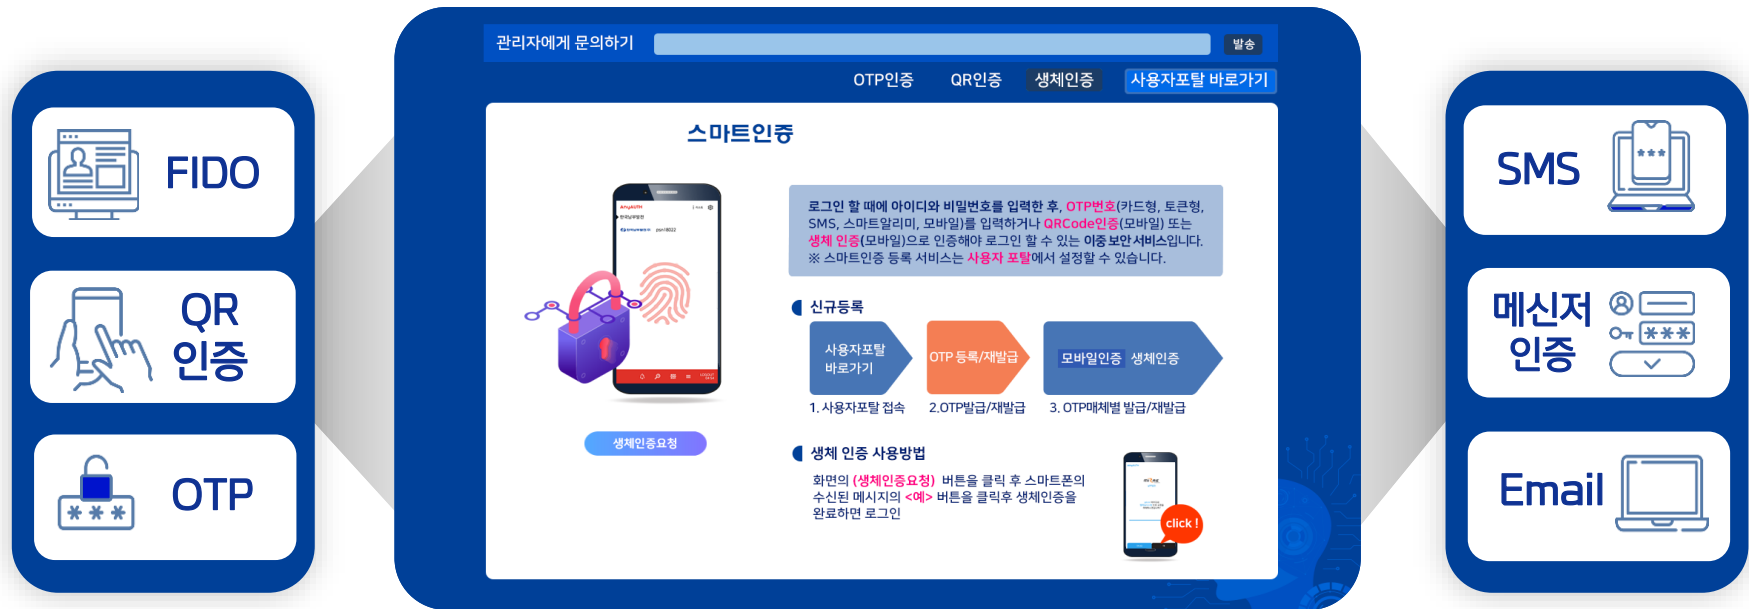 FIDO
QR
인증
OTP
***
관리자에게 문의하기
발송
OTP인증
QR인증
생체인증
사용자포탈 바로가기
스마트인증
AnyAUTH
생체인증요청
로그인 할 때에 아이디와 비밀번호를 입력한 후, OTP번호(카드형, 토큰형,
SMS, 스마트알리미, 모바일)를 입력하거나 QRCode인증(모바일) 또는
생체 인증(모바일)으로 인증해야 로그인 할 수 있는 이중 보안 서비스입니다.
※ 스마트인증 등록 서비스는 사용자 포탈에서 설정할 수 있습니다.
신규등록
사용자포탈
바로가기
OTP 등록/재발급
모바일인증 생체인증
1. 사용자포탈 접속
2.OTP발급/재발급
3. OTP매체별 발급/재발급
생체 인증 사용방법
화면의 (생체인증요청) 버튼을 클릭 후 스마트폰의
수신된 메시지의 <예> 버튼을 클릭후 생체인증을
완료하면 로그인
click !
SMS
***
메신저
인증
***
Email